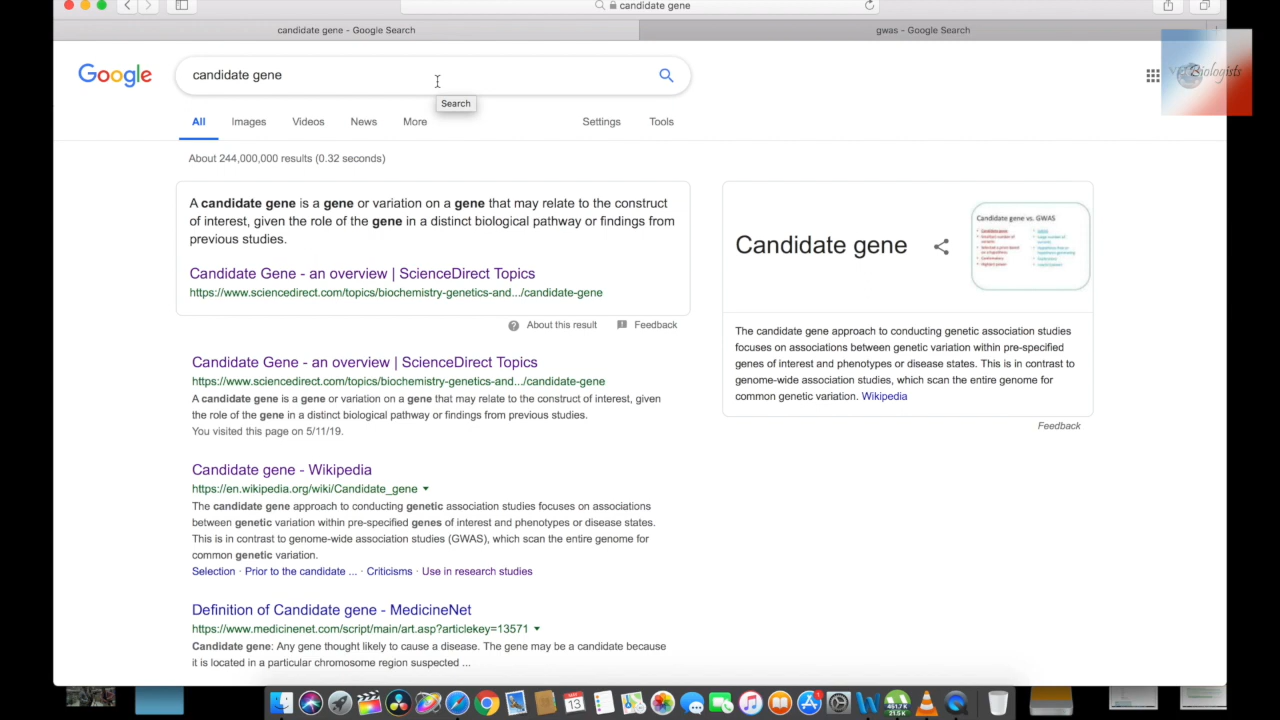 candidate gene
candidate gene - Google Search
gwas - Google Search
Google
candidate gene
Biologists
Search
All
Images
Videos
News
More
Settings
Tools
About 244,000,000 results (0.32 seconds)
A candidate gene is a gene or variation on a gene that may relate to the construct
of interest, given the role of the gene in a distinct biological pathway or findings from
previous studies.
Candidate Gene - an overview | ScienceDirect Topics
https://www.sciencedirect.com/topics/biochemistry-genetics-and.../candidate-gene
About this result
Feedback
Candidate Gene - an overview | ScienceDirect Topics
https://www.sciencedirect.com/topics/biochemistry-genetics-and.../candidate-gene
A candidate gene is a gene or variation on a gene that may relate to the construct of interest, given
the role of the gene in a distinct biological pathway or findings from previous studies.
You visited this page on 5/11/19.
Candidate gene - Wikipedia
https://en.wikipedia.org/wiki/Candidate_gene
The candidate gene approach to conducting genetic association studies focuses on associations
between genetic variation within pre-specified genes of interest and phenotypes or disease states.
This is in contrast to genome-wide association studies (GWAS), which scan the entire genome for
common genetic variation.
Selection · Prior to the candidate ... · Criticisms · Use in research studies
Definition of Candidate gene - MedicineNet
https://www.medicinenet.com/script/main/art.asp?articlekey=13571
Candidate gene: Any gene thought likely to cause a disease. The gene may be a candidate because
it is located in a particular chromosome region suspected ...
Candidate gene
Candidate gene vs. GWAS
The candidate gene approach to conducting genetic association studies
focuses on associations between genetic variation within pre-specified
genes of interest and phenotypes or disease states. This is in contrast to
genome-wide association studies, which scan the entire genome for
common genetic variation. Wikipedia
Feedback
13